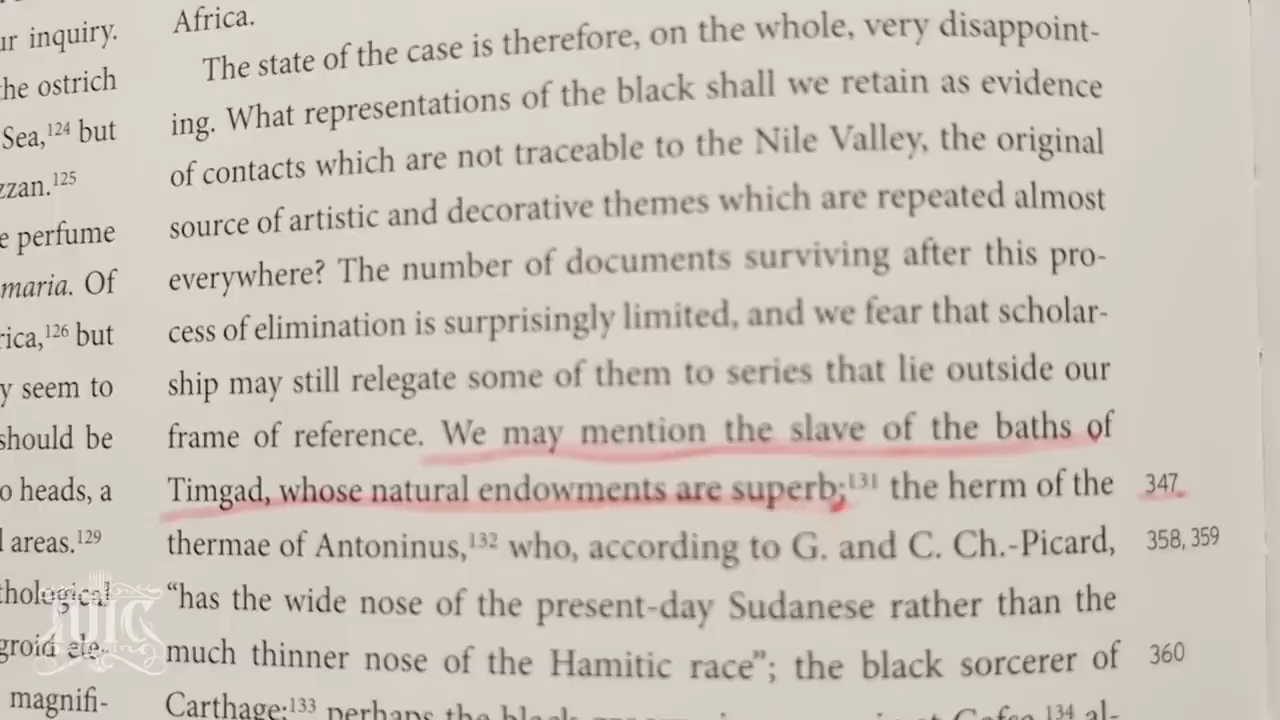 ur inquiry.
he ostrich
Sea,124 but
zzan.125
e perfume
maria. Of
rica,126 but
y seem to
should be
o heads, a
l areas.129
thological
groid ele-
magnifi-
Africa.
The state of the case is therefore, on the whole, very disappoint-
ing. What representations of the black shall we retain as evidence
of contacts which are not traceable to the Nile Valley, the original
source of artistic and decorative themes which are repeated almost
everywhere? The number of documents surviving after this pro-
cess of elimination is surprisingly limited, and we fear that scholar-
ship may still relegate some of them to series that lie outside our
frame of reference. We may mention the slave of the baths of
Timgad, whose natural endowments are superb;131 the herm of the
thermae of Antoninus,132 who, according to G. and C. Ch.-Picard,
“has the wide nose of the present-day Sudanese rather than the
much thinner nose of the Hamitic race”; the black sorcerer of
Carthage;133 perhaps the black
347
358, 359
360